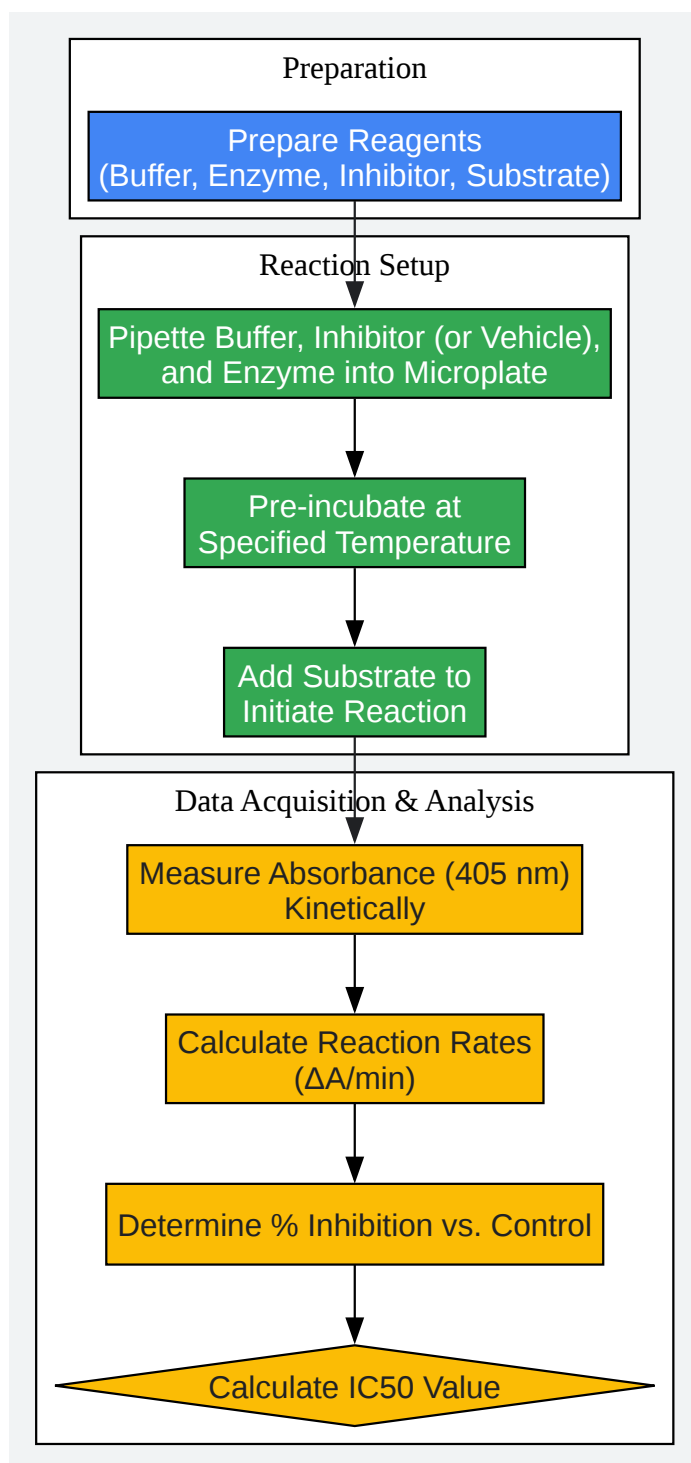 Preparation
Prepare Reagents
(Buffer, Enzyme, Inhibitor, Substrate)
Reaction Setup
Pipette Buffer, Inhibitor (or Vehicle),
and Enzyme into Microplate
Pre-incubate at
Specified Temperature
Add Substrate to
Initiate Reaction
Data Acquisition & Analysis
Measure Absorbance (405 nm)
Kinetically
Calculate Reaction Rates
(ΔA/min)
Determine % Inhibition vs. Control
Calculate IC50 Value